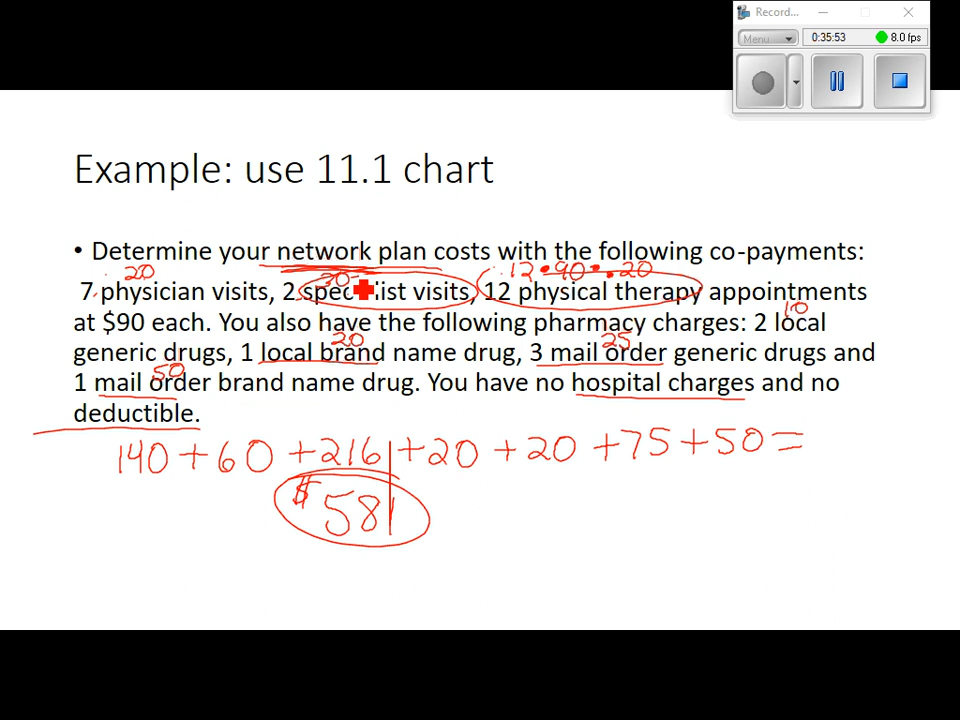 Record...
Menu
0:35:53
8.0 fps
Example: use 11.1 chart
• Determine your network plan costs with the following co-payments:
20 30 12 • 90 • .20
7 physician visits, 2 specialist visits, 12 physical therapy appointments
10
at $90 each. You also have the following pharmacy charges: 2 local
20 25
generic drugs, 1 local brand name drug, 3 mail order generic drugs and
50
1 mail order brand name drug. You have no hospital charges and no
deductible.
140 + 60 + 216 + 20 + 20 + 75 + 50 =
$581